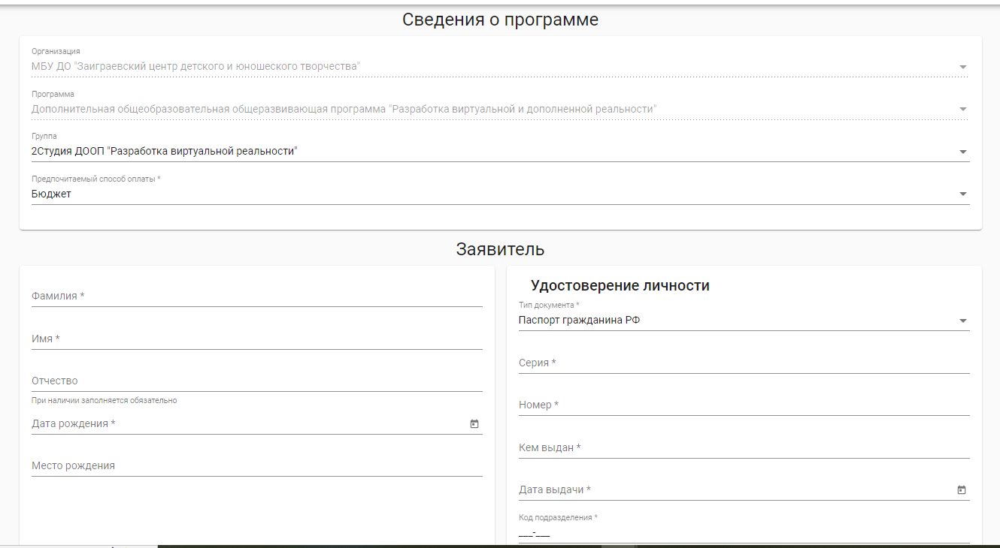 Сведения о программе
Организация
МБУ ДО "Заиграевский центр детского и юношеского творчества"
Программа
Дополнительная общеобразовательная общеразвивающая программа "Разработка виртуальной и дополненной реальности"
Группа
2Студия ДООП "Разработка виртуальной реальности"
Предпочитаемый способ оплаты *
Бюджет
Заявитель
Фамилия *
Имя *
Отчество
При наличии заполняется обязательно
Дата рождения *
Место рождения
Удостоверение личности
Тип документа *
Паспорт гражданина РФ
Серия *
Номер *
Кем выдан *
Дата выдачи *
Код подразделения *
___-___